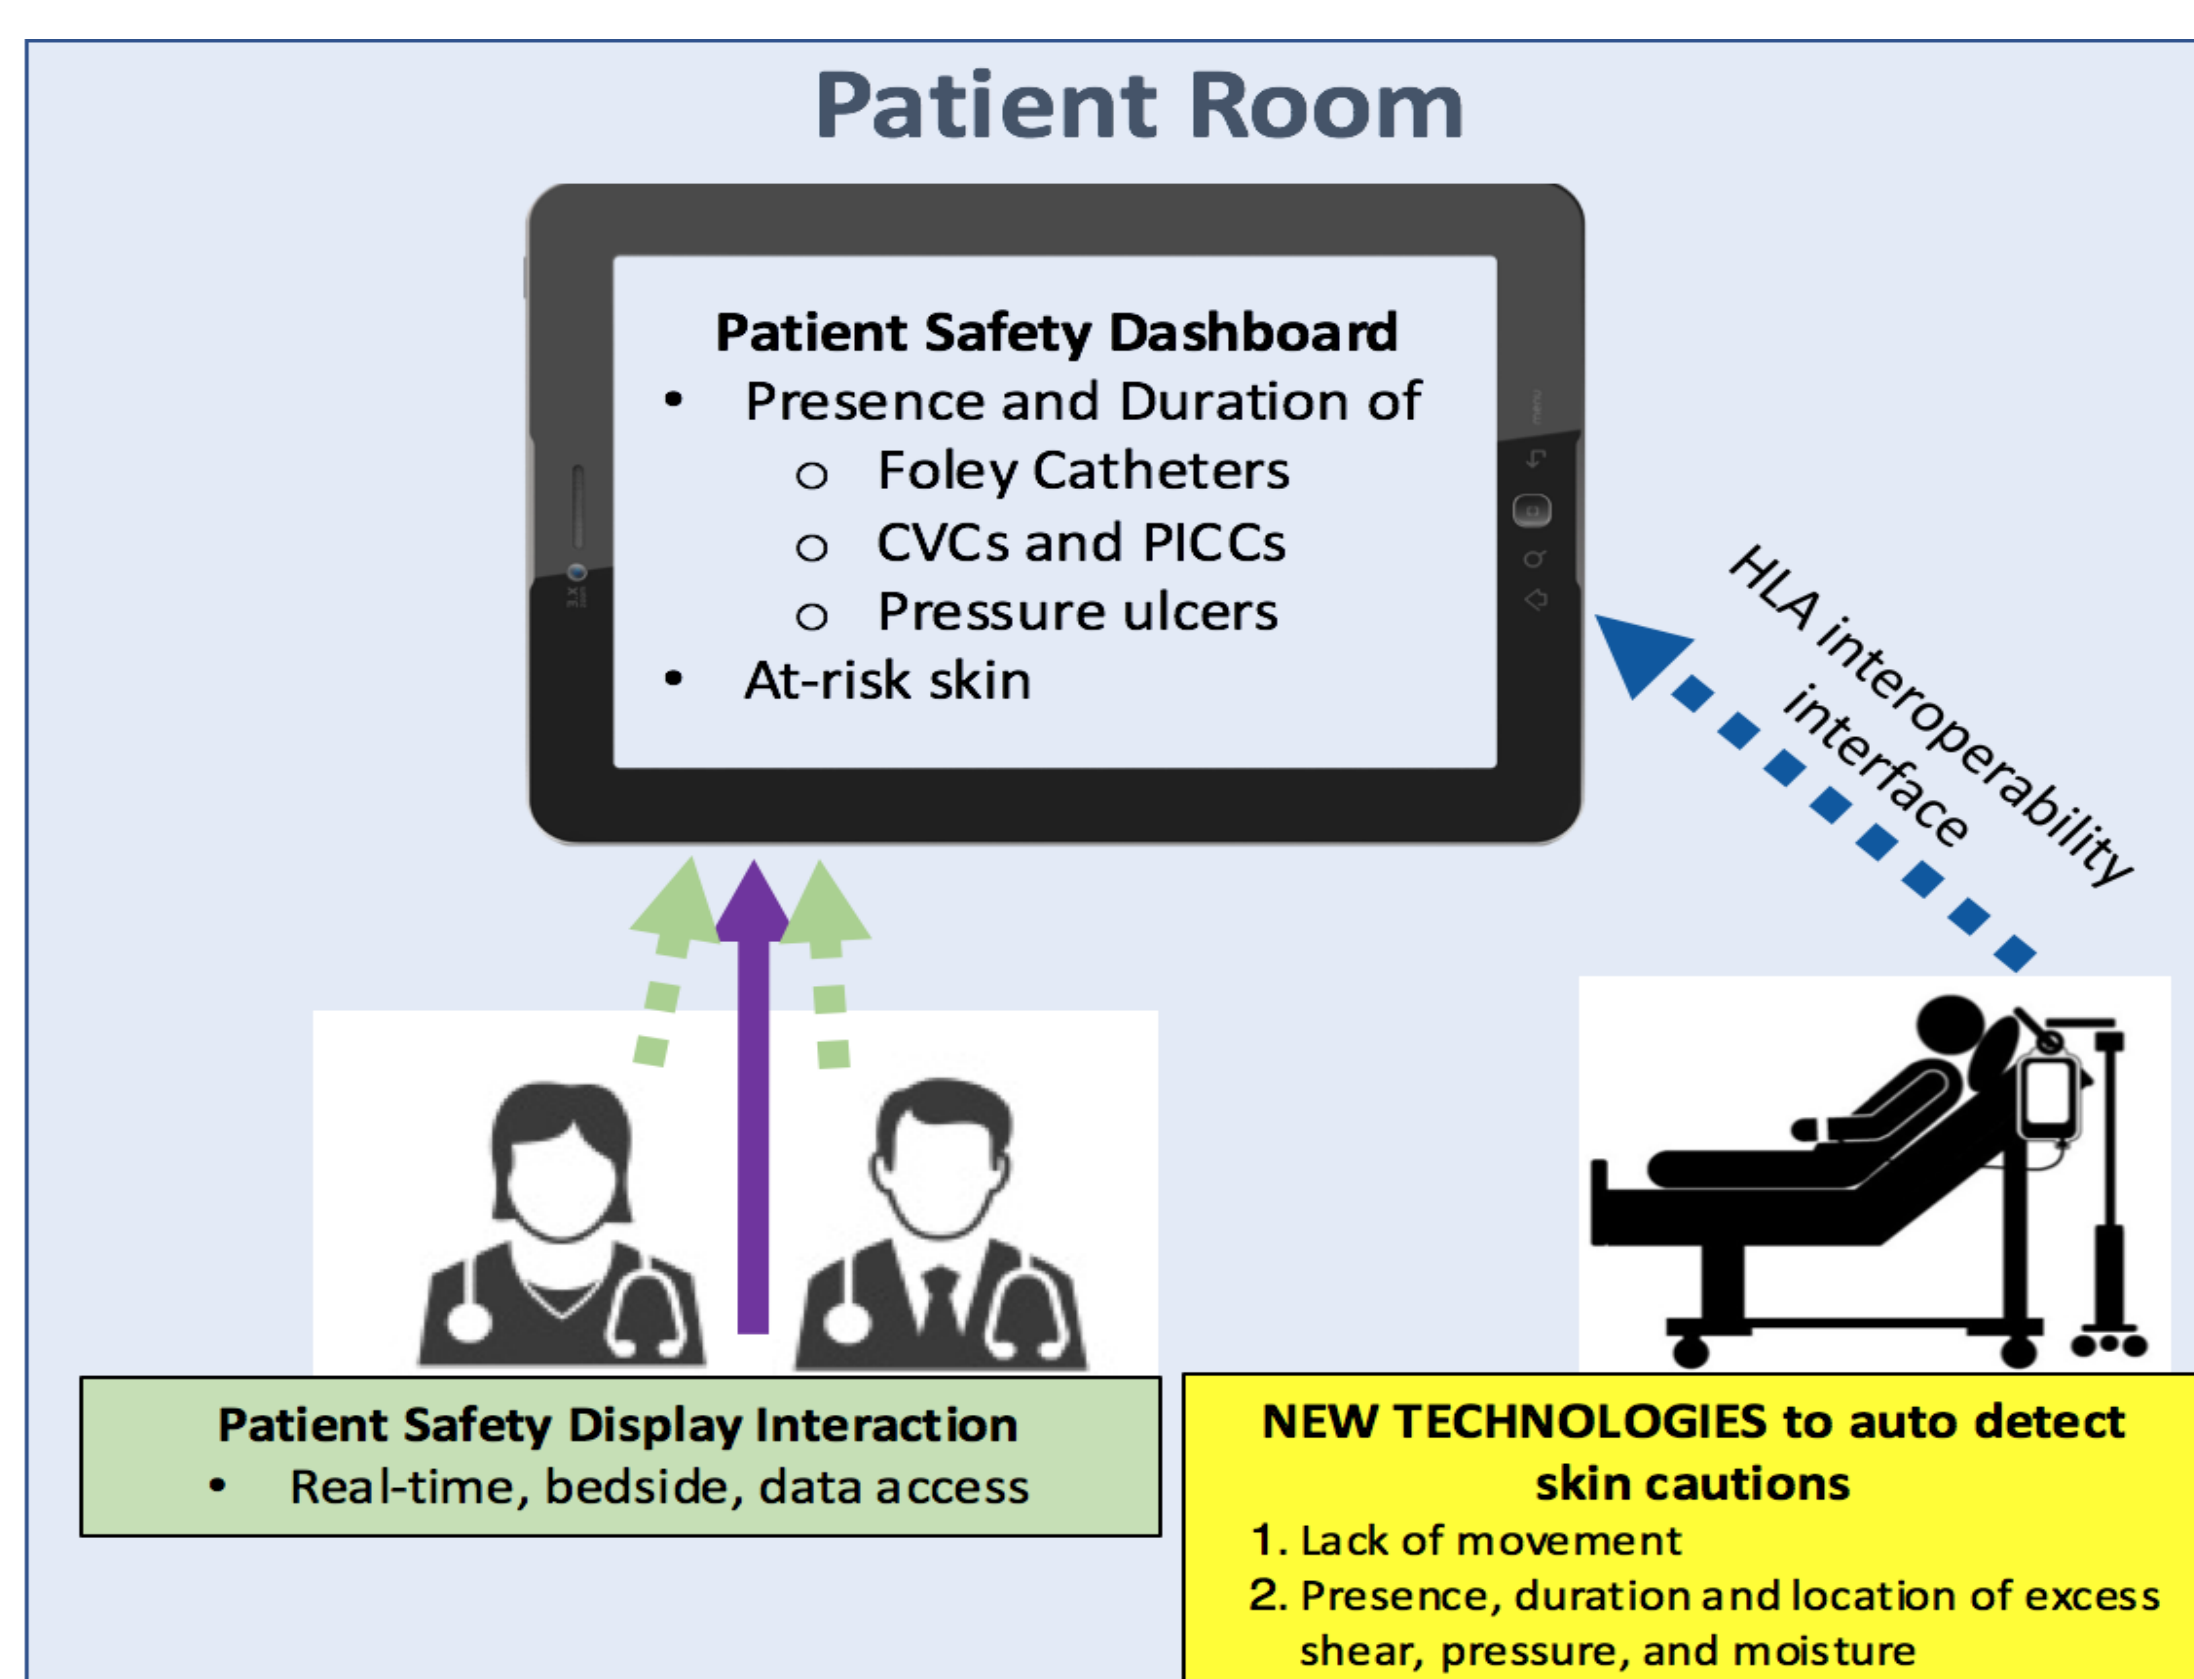 Patient Room
Patient Safety Dashboard
• Presence and Duration of
o Foley Catheters
o CVCs and PICCs
o Pressure ulcers
• At-risk skin
menu
3.X
HLA interoperability
interface
Patient Safety Display Interaction
• Real-time, bedside, data access
NEW TECHNOLOGIES to auto detect
skin cautions
1. Lack of movement
2. Presence, duration and location of excess
shear, pressure, and moisture